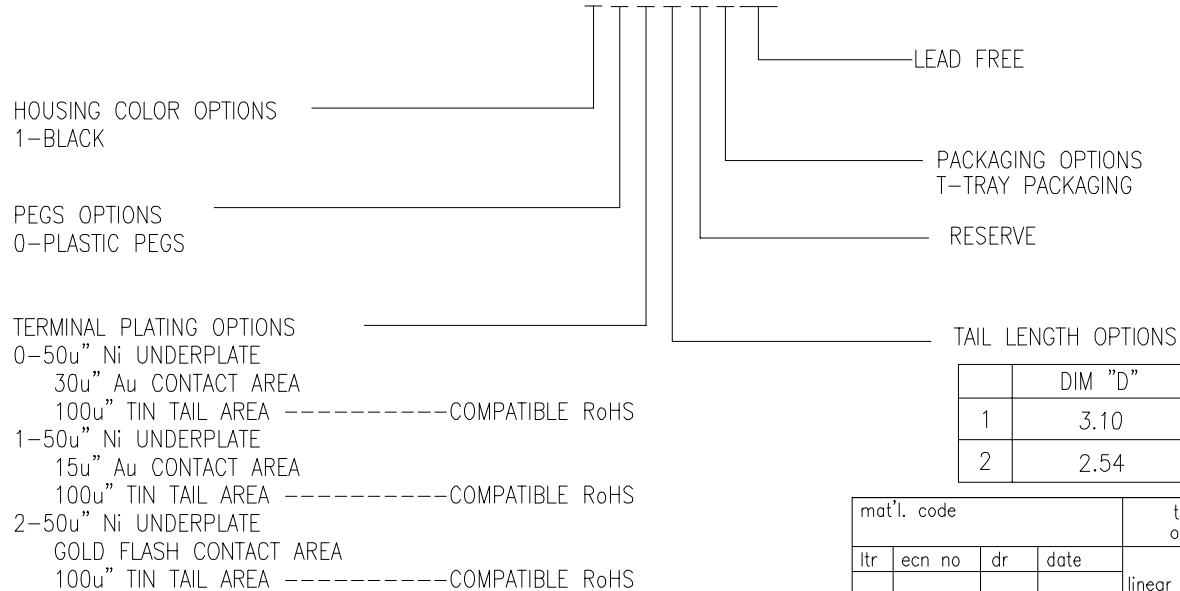 LEAD FREE
HOUSING COLOR OPTIONS
1-BLACK
PACKAGING OPTIONS
T-TRAY PACKAGING
PEGS OPTIONS
0-PLASTIC PEGS
RESERVE
TERMINAL PLATING OPTIONS
0-50u" Ni UNDERPLATE
30u" Au CONTACT AREA
100u" TIN TAIL AREA ----------COMPATIBLE RoHS
1-50u" Ni UNDERPLATE
15u" Au CONTACT AREA
100u" TIN TAIL AREA ----------COMPATIBLE RoHS
2-50u" Ni UNDERPLATE
GOLD FLASH CONTACT AREA
100u" TIN TAIL AREA ----------COMPATIBLE RoHS
TAIL LENGTH OPTIONS
DIM "D"
1 3.10
2 2.54
mat'l. code
ltr ecn no dr date
linear